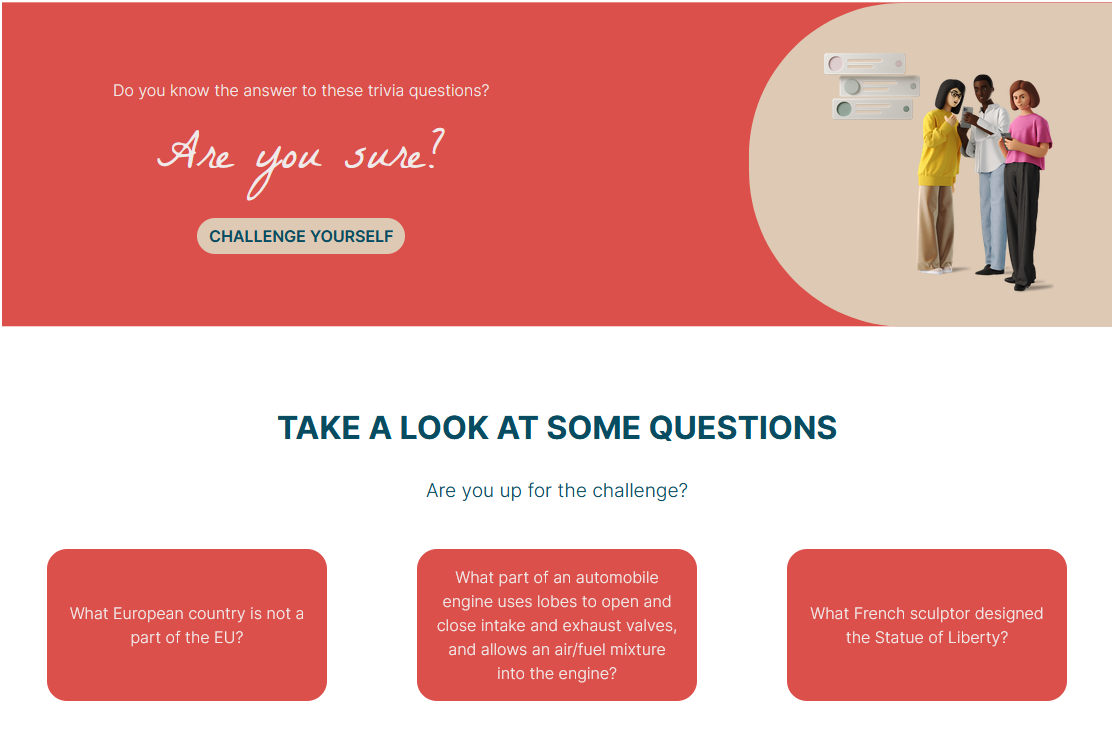 Do you know the answer to these trivia questions?
Are you sure?
CHALLENGE YOURSELF
TAKE A LOOK AT SOME QUESTIONS
Are you up for the challenge?
What European country is not a
part of the EU?
What part of an automobile
engine uses lobes to open and
close intake and exhaust valves,
and allows an air/fuel mixture
into the engine?
What French sculptor designed
the Statue of Liberty?